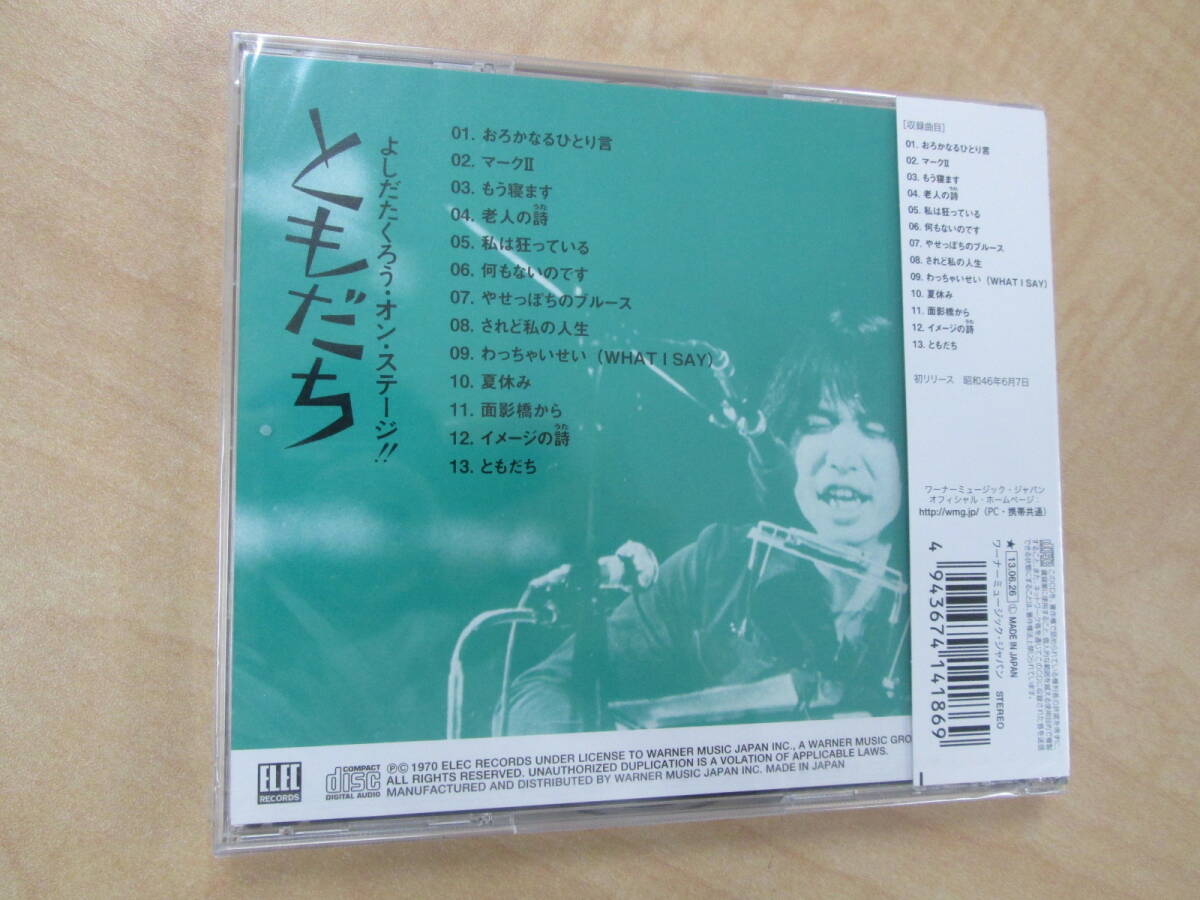 ともだち
よしだたくろう・オン・ステージ!!
01. おろかなるひとり言
02. マークⅡ
03. もう寝ます
04. 老人の詩
うた
05. 私は狂っている
06. 何もないのです
07. やせっぽちのブルース
08. されど私の人生
09. わっちゃいせい（WHAT I SAY）
10. 夏休み
11. 面影橋から
12. イメージの詩
うた
13. ともだち
ELEC
RECORDS
COMPACT
disc
DIGITAL AUDIO
ⓅⒸ 1970 ELEC RECORDS UNDER LICENSE TO WARNER MUSIC JAPAN INC., A WARNER MUSIC GRO
ALL RIGHTS RESERVED. UNAUTHORIZED DUPLICATION IS A VOLATION OF APPLICABLE LAWS.
MANUFACTURED AND DISTRIBUTED BY WARNER MUSIC JAPAN INC. MADE IN JAPAN
［収録曲目］
01. おろかなるひとり言
02. マークⅡ
03. もう寝ます
04. 老人の詩
うた
05. 私は狂っている
06. 何もないのです
07. やせっぽちのブルース
08. されど私の人生
09. わっちゃいせい（WHAT I SAY）
10. 夏休み
11. 面影橋から
12. イメージの詩
うた
13. ともだち
初リリース 昭和46年6月7日
ワーナーミュージック・ジャパン
オフィシャル・ホームページ：
http://wmg.jp/（PC・携帯共通）
★ 13.06.26 Ⓛ MADE IN JAPAN
ワーナーミュージック・ジャパン STEREO
4 943674 141869